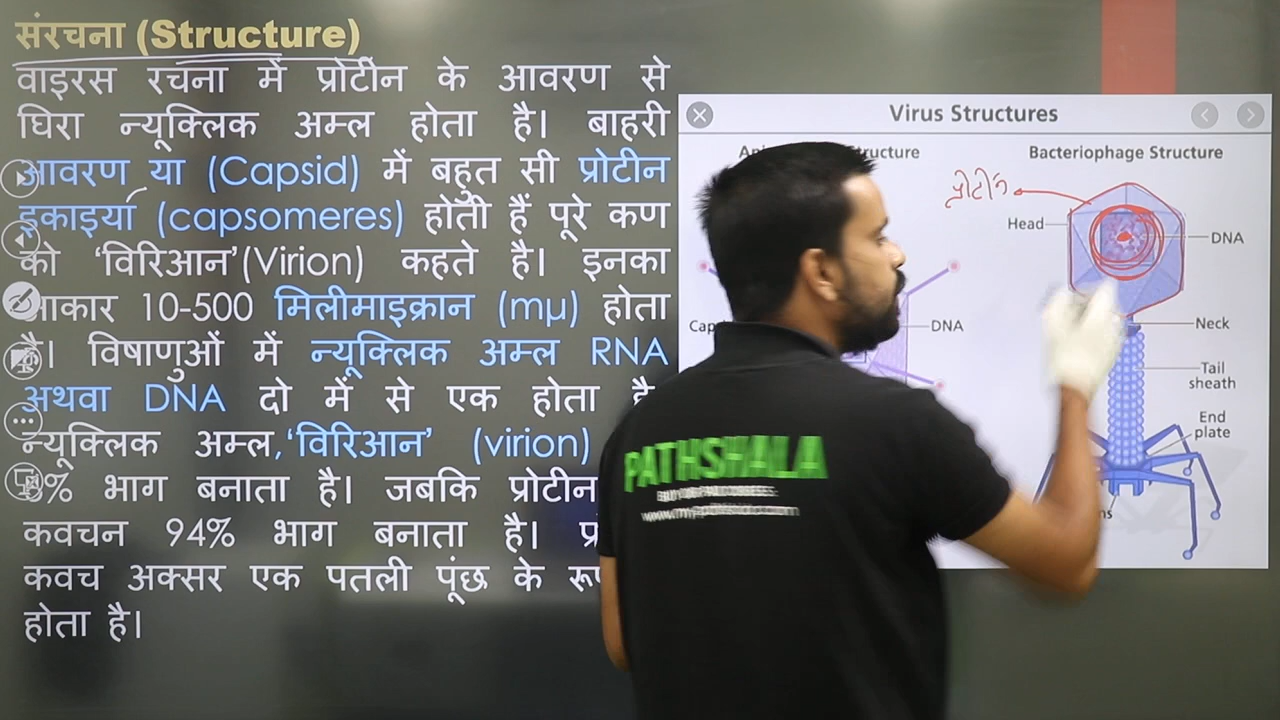 संरचना (Structure)
वाइरस रचना में प्रोटीन के आवरण से
घिरा न्यूक्लिक अम्ल होता है। बाहरी
आवरण या (Capsid) में बहुत सी प्रोटीन
इकाइयां (capsomeres) होती हैं पूरे कण
को ‘विरिआन’(Virion) कहते है। इनका
आकार 10-500 मिलीमाइक्रान (mµ) होता
है। विषाणुओं में न्यूक्लिक अम्ल RNA
अथवा DNA दो में से एक होता है
न्यूक्लिक अम्ल,‘विरिआन’ (virion)
भाग बनाता है। जबकि प्रोटीन
कवचन 94% भाग बनाता है।
कवच अक्सर एक पतली पूंछ के
होता है।
Virus Structures
Bacteriophage Structure
प्रोटीन
Head
DNA
DNA
Neck
Tail
sheath
End
plate
PATHSHALA